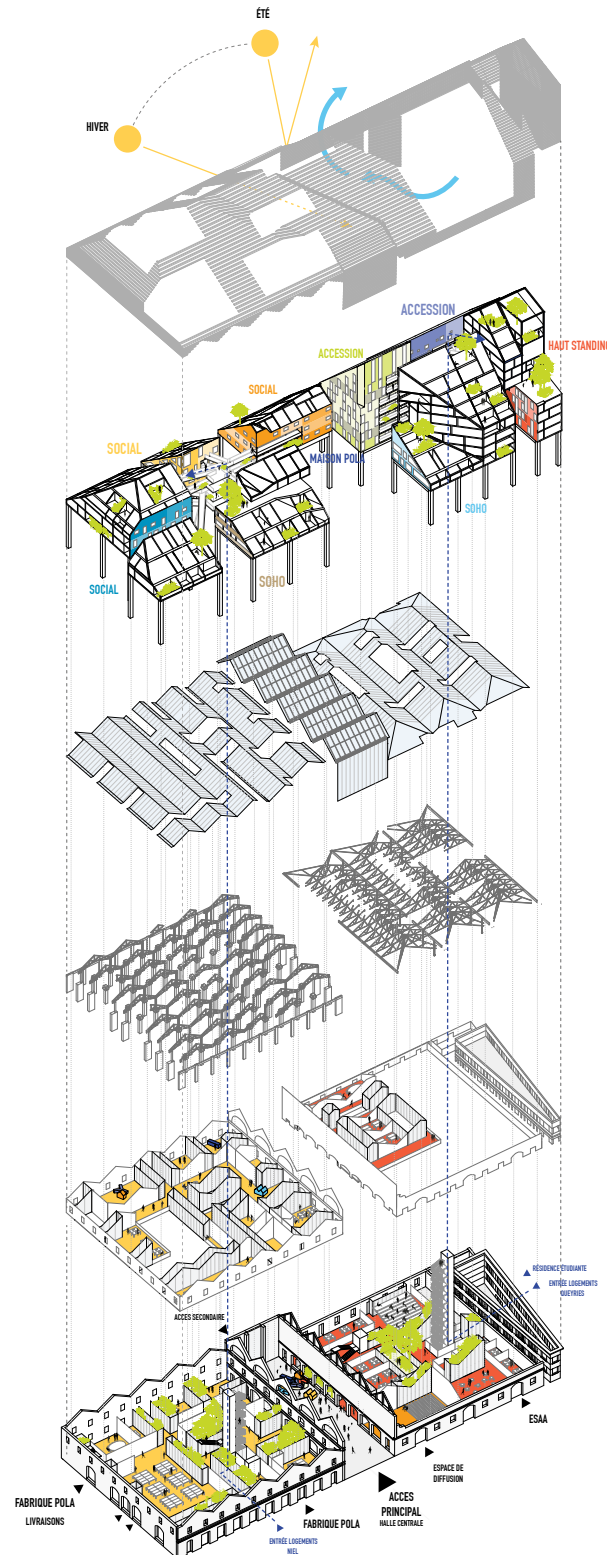 ÉTÉ
HIVER
ACCESSION
HAUT STANDING
ACCESSION
SOCIAL
SOCIAL
MAISON POLA
SOHO
SOCIAL
SOHO
RÉSIDENCE ÉTUDIANTE
ENTRÉE LOGEMENTS
QUEYRIES
ACCES SECONDAIRE
ESAA
ESPACE DE
DIFFUSION
ACCES
PRINCIPAL
HALLE CENTRALE
FABRIQUE POLA
LIVRAISONS
FABRIQUE POLA
ENTRÉE LOGEMENTS
NIEL